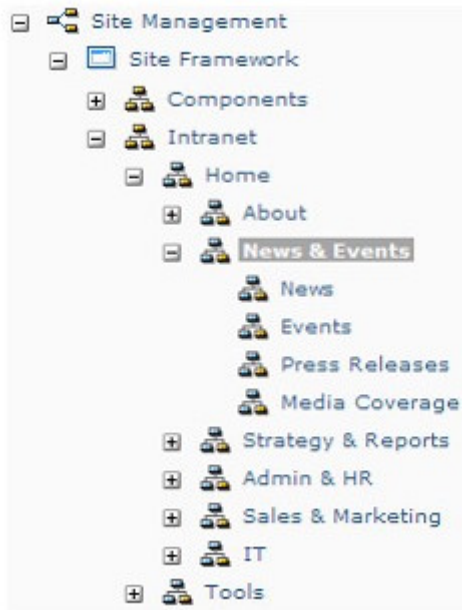 Site Management
Site Framework
Components
Intranet
Home
About
News & Events
News
Events
Press Releases
Media Coverage
Strategy & Reports
Admin & HR
Sales & Marketing
IT
Tools